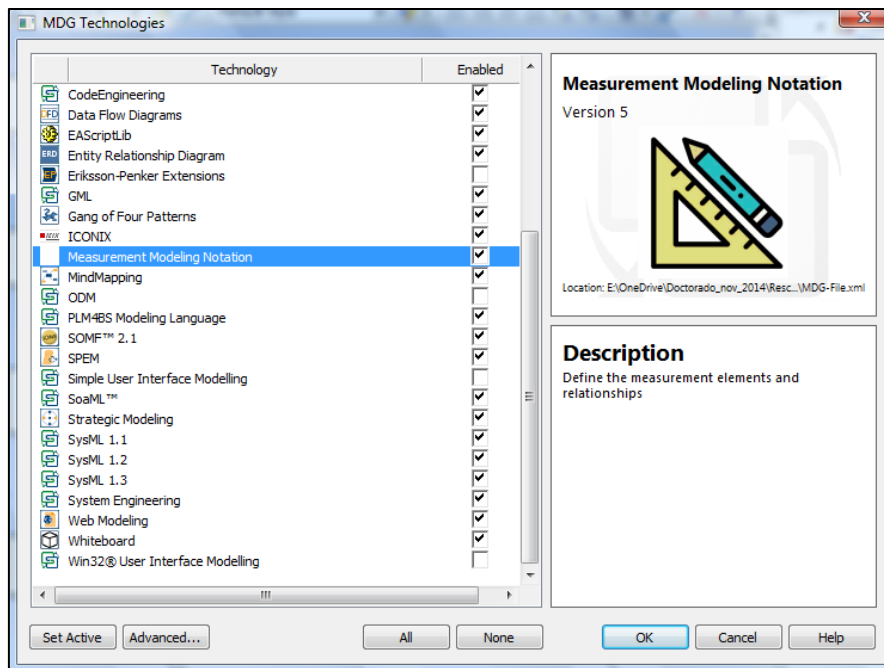 MDG Technologies
Technology Enabled
CodeEngineering
DFD Data Flow Diagrams
EAScriptLib
ERD Entity Relationship Diagram
EP Eriksson-Penker Extensions
GML
Gang of Four Patterns
ICONIX
Measurement Modeling Notation
MindMapping
ODM
PLM4BS Modeling Language
SOMF™ 2.1
SPEM
Simple User Interface Modelling
SoaML™
Strategic Modeling
SysML 1.1
SysML 1.2
SysML 1.3
System Engineering
Web Modeling
Whiteboard
Win32® User Interface Modelling
Set Active Advanced... All None OK Cancel Help
Measurement Modeling Notation
Version 5
Location: E:\OneDrive\Doctorado_nov_2014\Resc...\MDG-File.xml
Description
Define the measurement elements and
relationships